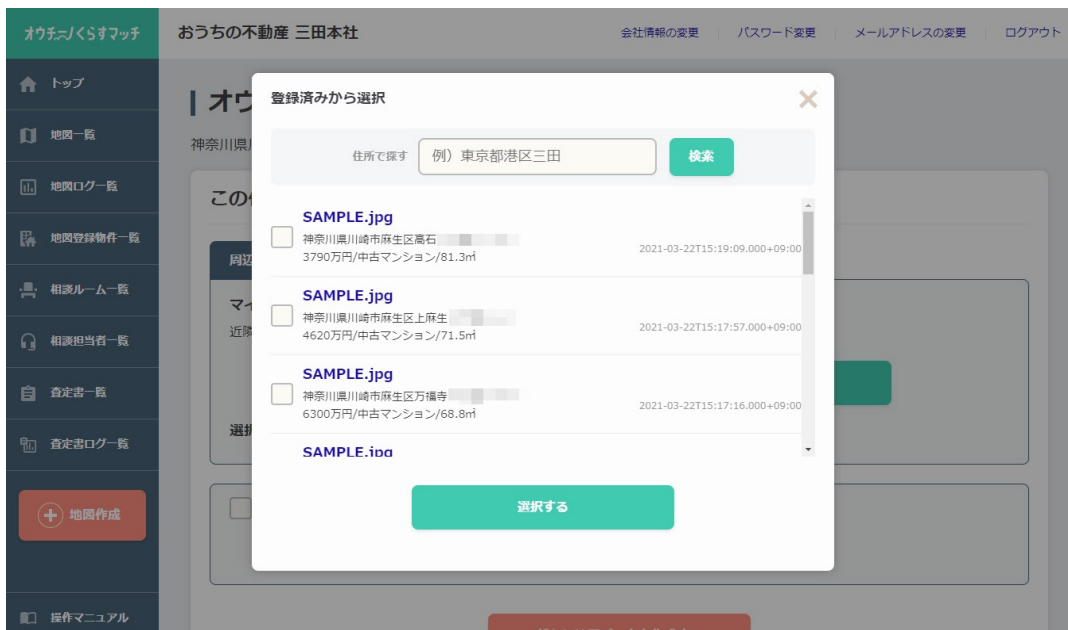 オウチーノくらすマッチ
おうちの不動産 三田本社
会社情報の変更
パスワード変更
メールアドレスの変更
ログアウト
トップ
地図一覧
地図ログ一覧
地図登録物件一覧
相談ルーム一覧
相談担当者一覧
査定書一覧
査定書ログ一覧
地図作成
操作マニュアル
オウ
神奈川県
この
周辺
マイ
近隣
選択
登録済みから選択
住所で探す
例）東京都港区三田
検索
SAMPLE.jpg
神奈川県川崎市麻生区高石
3790万円/中古マンション/81.3㎡
2021-03-22T15:19:09.000+09:00
SAMPLE.jpg
神奈川県川崎市麻生区上麻生
4620万円/中古マンション/71.5㎡
2021-03-22T15:17:57.000+09:00
SAMPLE.jpg
神奈川県川崎市麻生区万福寺
6300万円/中古マンション/68.8㎡
2021-03-22T15:17:16.000+09:00
SAMPLE.jpg
選択する